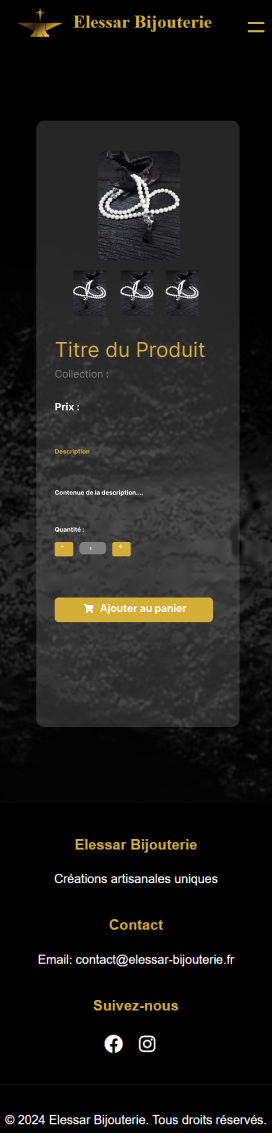 Elessar Bijouterie
Titre du Produit
Collection :
Prix :
Description
Contenue de la description....
Quantité :
- 1 +
Ajouter au panier
Elessar Bijouterie
Créations artisanales uniques
Contact
Email: contact@elessar-bijouterie.fr
Suivez-nous
© 2024 Elessar Bijouterie. Tous droits réservés.